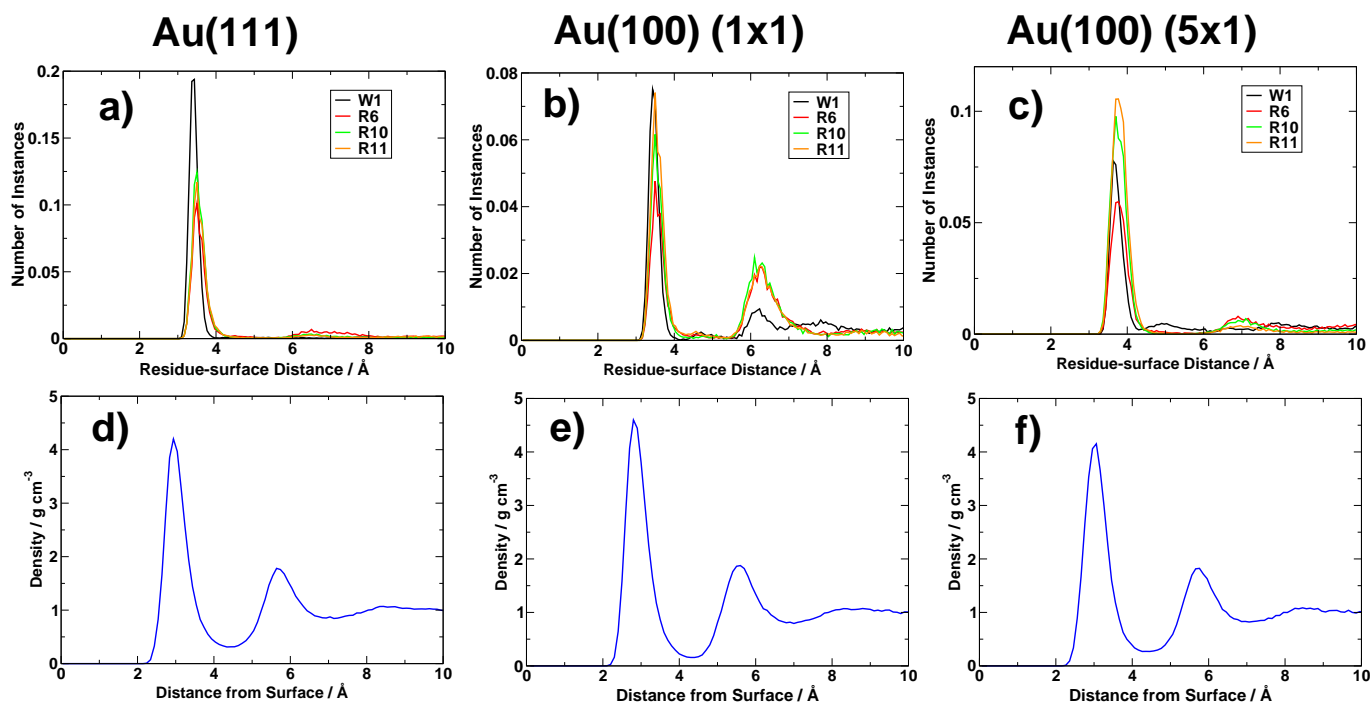 Au(111)
Au(100) (1x1)
Au(100) (5x1)
a)
Number of Instances
0.2
0.15
0.1
0.05
0
W1
R6
R10
R11
0 2 4 6 8 10
Residue-surface Distance / Å
b)
Number of Instances
0.08
0.06
0.04
0.02
0
W1
R6
R10
R11
0 2 4 6 8 10
Residue-surface Distance / Å
c)
Number of Instances
0.1
0.05
0
W1
R6
R10
R11
0 2 4 6 8 10
Residue-surface Distance / Å
d)
Density / g cm⁻³
5
4
3
2
1
0
0 2 4 6 8 10
Distance from Surface / Å
e)
Density / g cm⁻³
5
4
3
2
1
0
0 2 4 6 8 10
Distance from Surface / Å
f)
Density / g cm⁻³
5
4
3
2
1
0
0 2 4 6 8 10
Distance from Surface / Å